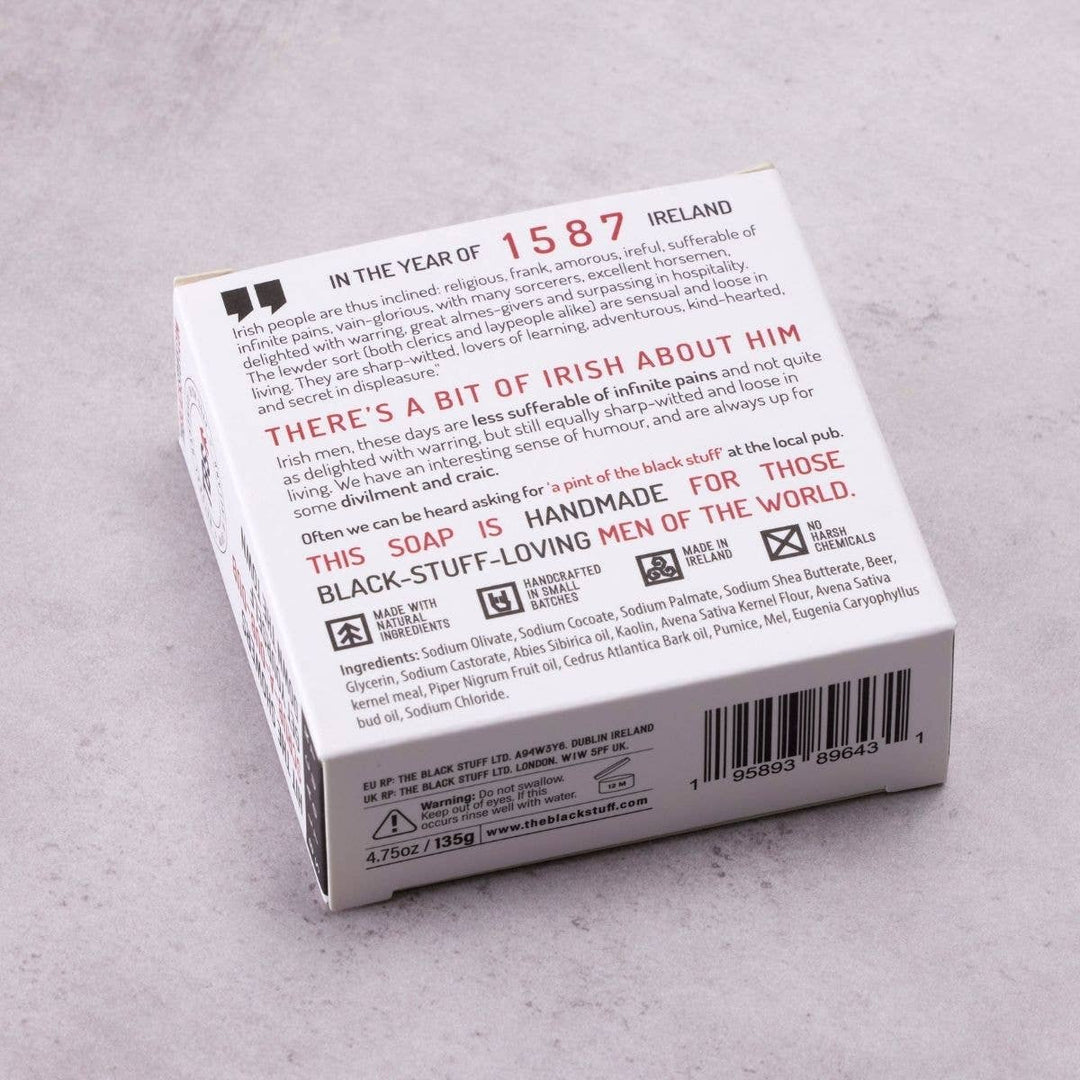 IN THE YEAR OF 1587 IRELAND
Irish people are thus inclined: religious, frank, amorous, ireful, sufferable of
infinite pains, vain-glorious, with many sorcerers, excellent horsemen,
delighted with warring, great almes-givers and surpassing in hospitality.
The lewder sort (both clerics and laypeople alike) are sensual and loose in
living. They are sharp-witted, lovers of learning, adventurous, kind-hearted,
and secret in displeasure."
THERE'S A BIT OF IRISH ABOUT HIM
Irish men, these days are less sufferable of infinite pains and not quite
as delighted with warring, but still equally sharp-witted and loose in
living. We have an interesting sense of humour, and are always up for
some divilment and craic.
Often we can be heard asking for 'a pint of the black stuff' at the local pub.
THIS SOAP IS HANDMADE FOR THOSE
BLACK-STUFF-LOVING MEN OF THE WORLD.
MADE WITH
NATURAL
INGREDIENTS
HANDCRAFTED
IN SMALL
BATCHES
MADE IN
IRELAND
NO
HARSH
CHEMICALS
Ingredients: Sodium Olivate, Sodium Cocoate, Sodium Palmate, Sodium Shea Butterate, Beer,
Glycerin, Sodium Castorate, Abies Sibirica oil, Kaolin, Avena Sativa Kernel Flour, Avena Sativa
kernel meal, Piper Nigrum Fruit oil, Cedrus Atlantica Bark oil, Pumice, Mel, Eugenia Caryophyllus
bud oil, Sodium Chloride.
EU RP: THE BLACK STUFF LTD. A94W3Y6. DUBLIN IRELAND
UK RP: THE BLACK STUFF LTD. LONDON. W1W 5PF UK.
Warning: Do not swallow.
Keep out of eyes. If this
occurs rinse well with water.
12 M
4.75oz / 135g
www.theblackstuff.com
1 95893 89643 1